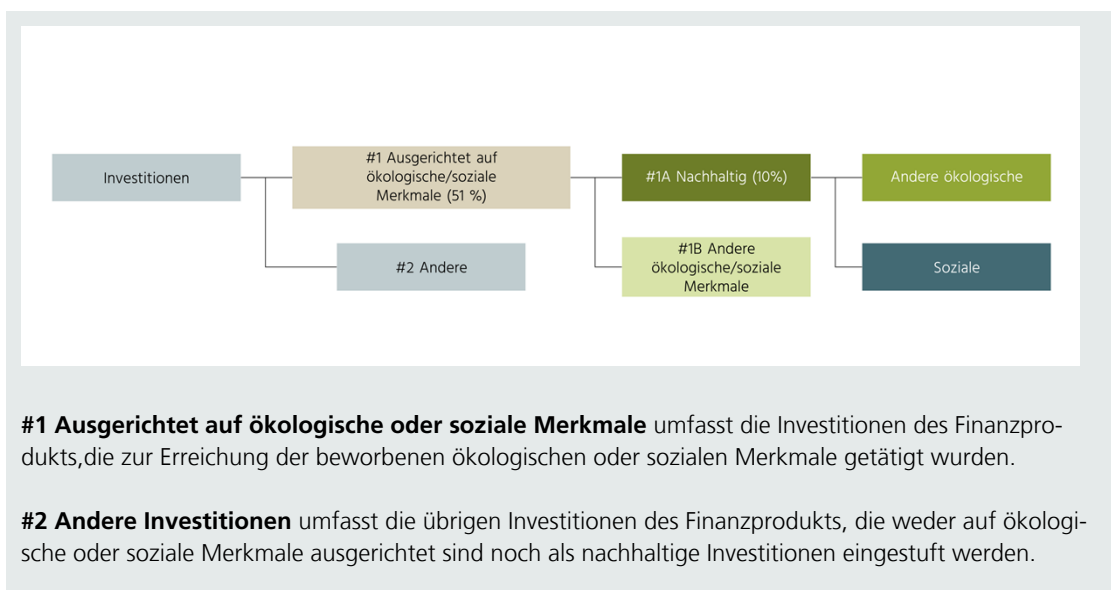 Investitionen
#1 Ausgerichtet auf
ökologische/soziale
Merkmale (51 %)
#1A Nachhaltig (10%)
Andere ökologische
#2 Andere
#1B Andere
ökologische/soziale
Merkmale
Soziale
#1 Ausgerichtet auf ökologische oder soziale Merkmale umfasst die Investitionen des Finanzpro-
dukts,die zur Erreichung der beworbenen ökologischen oder sozialen Merkmale getätigt wurden.
#2 Andere Investitionen umfasst die übrigen Investitionen des Finanzprodukts, die weder auf ökologi-
sche oder soziale Merkmale ausgerichtet sind noch als nachhaltige Investitionen eingestuft werden.